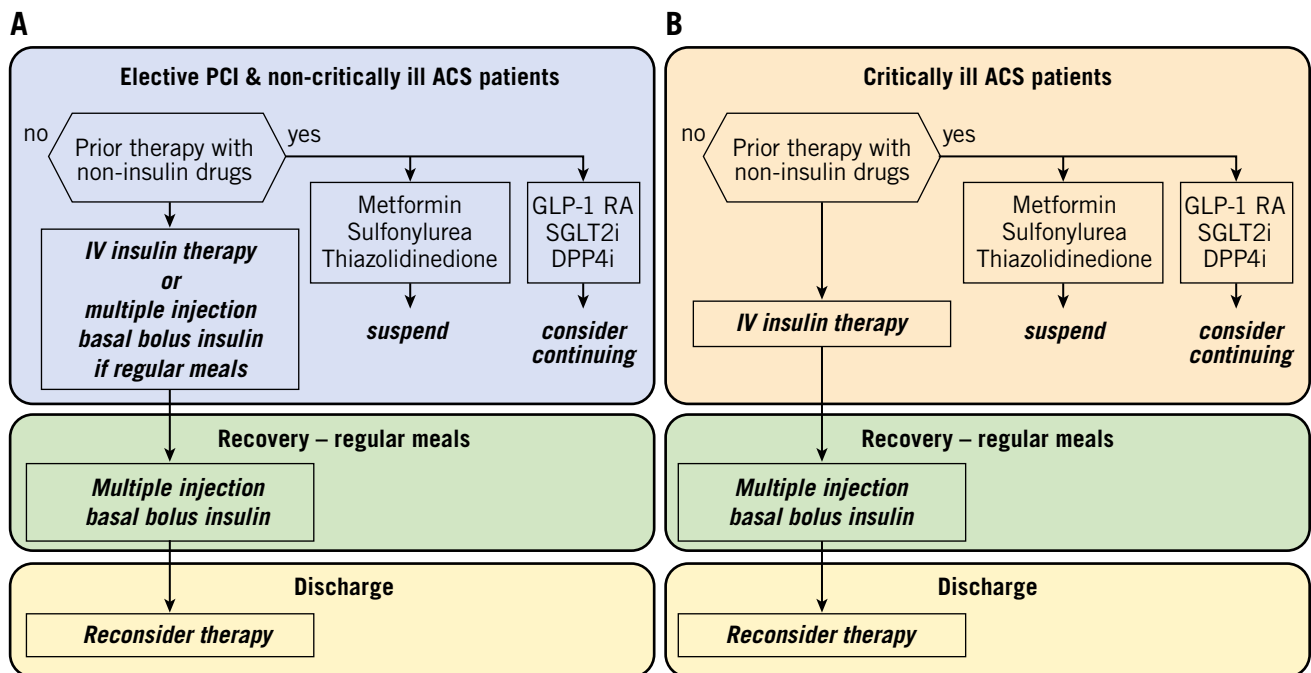 A
Elective PCI & non-critically ill ACS patients
no
Prior therapy with
non-insulin drugs
yes
Metformin
Sulfonylurea
Thiazolidinedione
GLP-1 RA
SGLT2i
DPP4i
IV insulin therapy
or
multiple injection
basal bolus insulin
if regular meals
suspend
consider
continuing
Recovery – regular meals
Multiple injection
basal bolus insulin
Discharge
Reconsider therapy
B
Critically ill ACS patients
no
Prior therapy with
non-insulin drugs
yes
Metformin
Sulfonylurea
Thiazolidinedione
GLP-1 RA
SGLT2i
DPP4i
IV insulin therapy
suspend
consider
continuing
Recovery – regular meals
Multiple injection
basal bolus insulin
Discharge
Reconsider therapy